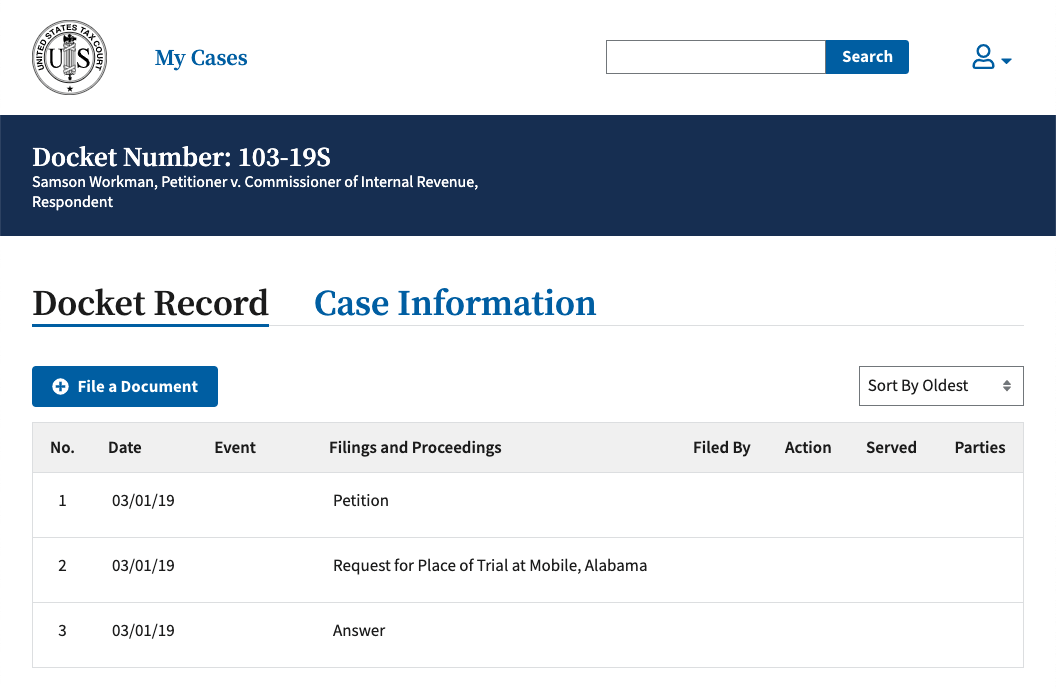 UNITED STATES TAX COURT
US
My Cases
Search
Docket Number: 103-19S
Samson Workman, Petitioner v. Commissioner of Internal Revenue,
Respondent
Docket Record Case Information
File a Document Sort By Oldest
No. Date Event Filings and Proceedings Filed By Action Served Parties
1 03/01/19 Petition
2 03/01/19 Request for Place of Trial at Mobile, Alabama
3 03/01/19 Answer